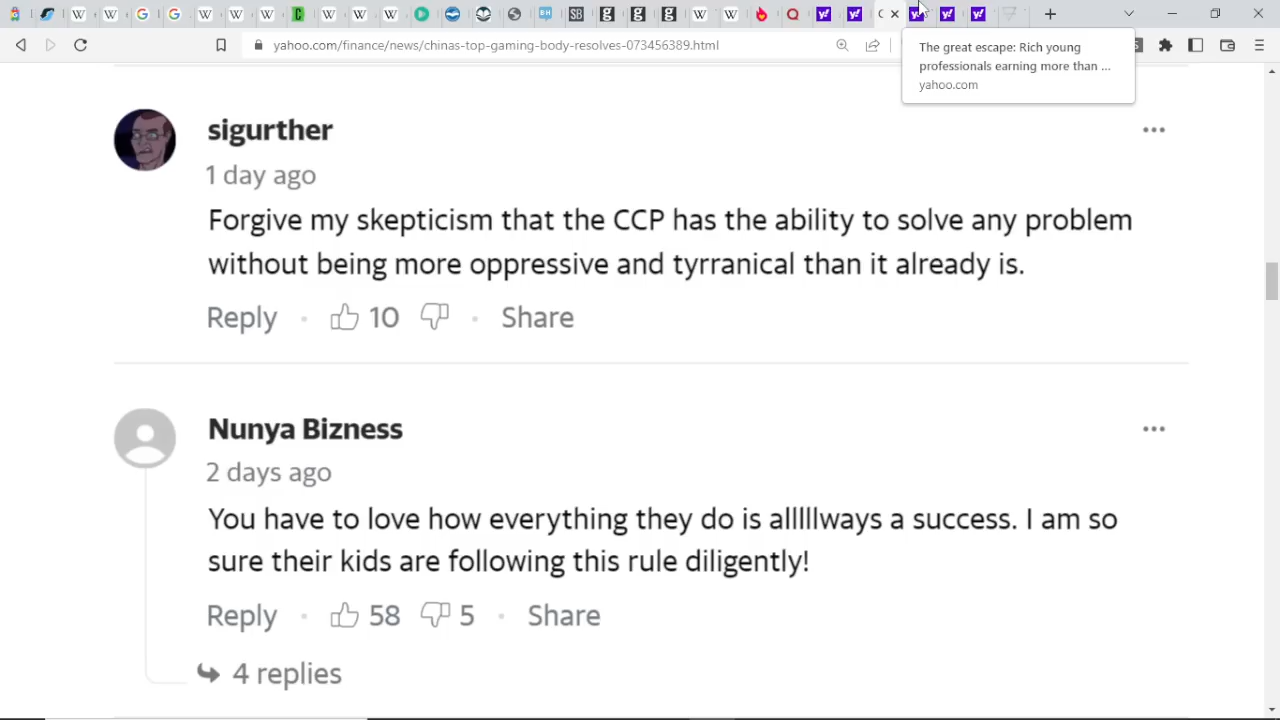 yahoo.com/finance/news/chinas-top-gaming-body-resolves-073456389.html
The great escape: Rich young
professionals earning more than ...
yahoo.com
sigurther
1 day ago
Forgive my skepticism that the CCP has the ability to solve any problem
without being more oppressive and tyrranical than it already is.
Reply · 10 · Share
Nunya Bizness
2 days ago
You have to love how everything they do is alllllways a success. I am so
sure their kids are following this rule diligently!
Reply · 58 5 · Share
4 replies